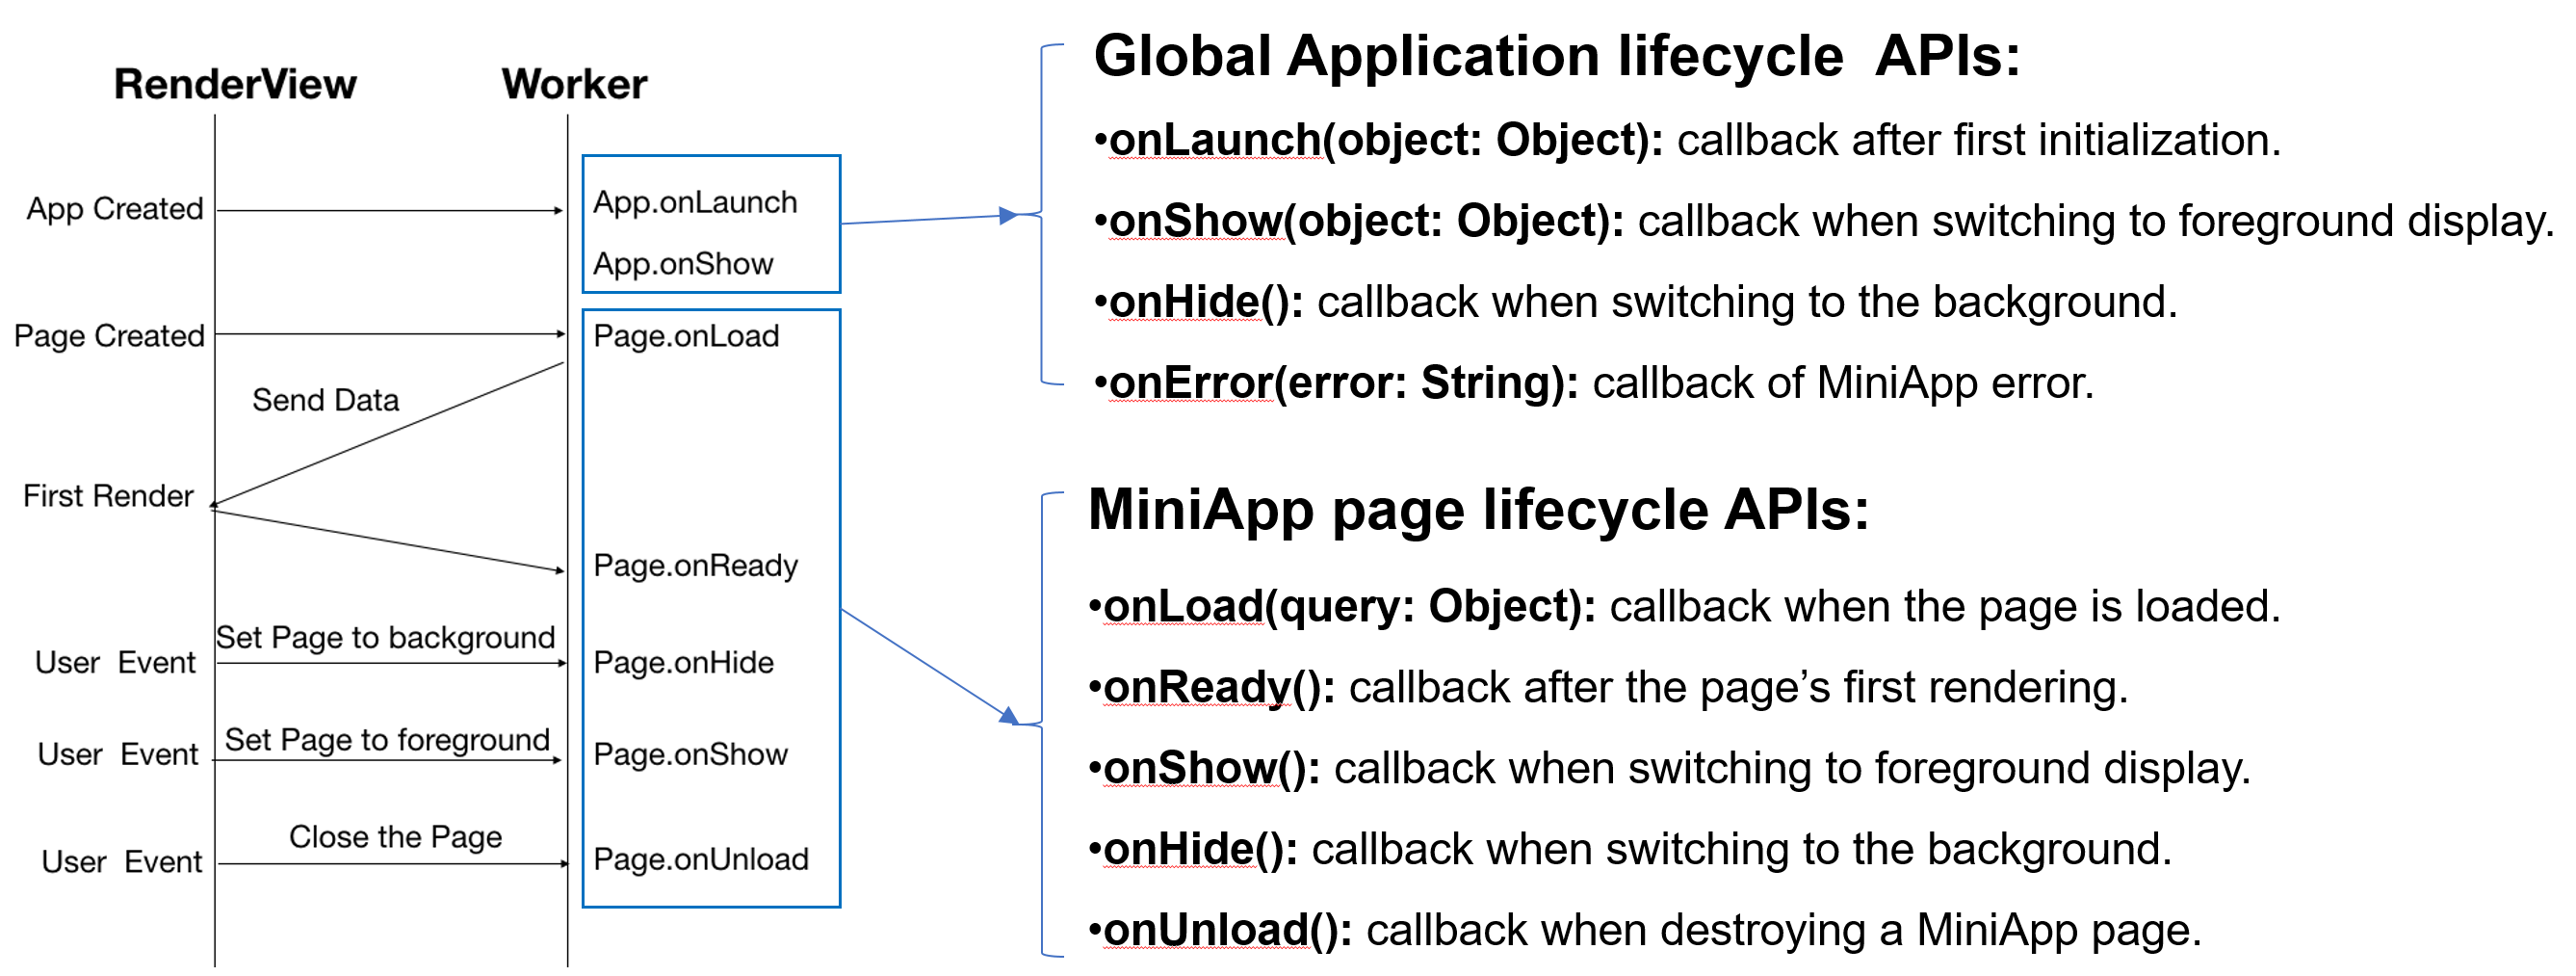 RenderView
Worker
App Created
App.onLaunch
App.onShow
Page Created
Page.onLoad
Send Data
First Render
Page.onReady
Set Page to background
User Event
Page.onHide
Set Page to foreground
User Event
Page.onShow
Close the Page
User Event
Page.onUnload
Global Application lifecycle APIs:
•onLaunch(object: Object): callback after first initialization.
•onShow(object: Object): callback when switching to foreground display.
•onHide(): callback when switching to the background.
•onError(error: String): callback of MiniApp error.
MiniApp page lifecycle APIs:
•onLoad(query: Object): callback when the page is loaded.
•onReady(): callback after the page’s first rendering.
•onShow(): callback when switching to foreground display.
•onHide(): callback when switching to the background.
•onUnload(): callback when destroying a MiniApp page.